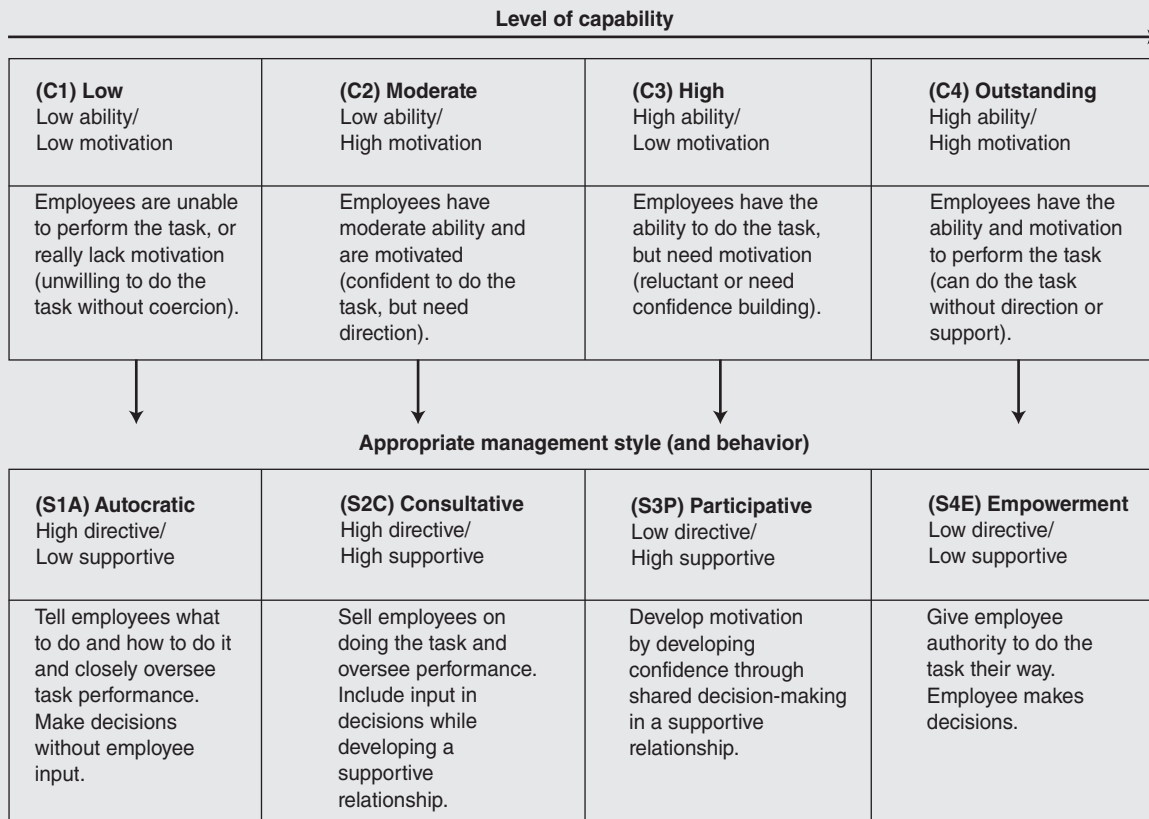 Level of capability
(C1) Low
Low ability/
Low motivation
(C2) Moderate
Low ability/
High motivation
(C3) High
High ability/
Low motivation
(C4) Outstanding
High ability/
High motivation
Employees are unable
to perform the task, or
really lack motivation
(unwilling to do the
task without coercion).
Employees have
moderate ability and
are motivated
(confident to do the
task, but need
direction).
Employees have the
ability to do the task,
but need motivation
(reluctant or need
confidence building).
Employees have the
ability and motivation
to perform the task
(can do the task
without direction or
support).
Appropriate management style (and behavior)
(S1A) Autocratic
High directive/
Low supportive
(S2C) Consultative
High directive/
High supportive
(S3P) Participative
Low directive/
High supportive
(S4E) Empowerment
Low directive/
Low supportive
Tell employees what
to do and how to do it
and closely oversee
task performance.
Make decisions
without employee
input.
Sell employees on
doing the task and
oversee performance.
Include input in
decisions while
developing a
supportive
relationship.
Develop motivation
by developing
confidence through
shared decision-making
in a supportive
relationship.
Give employee
authority to do the
task their way.
Employee makes
decisions.